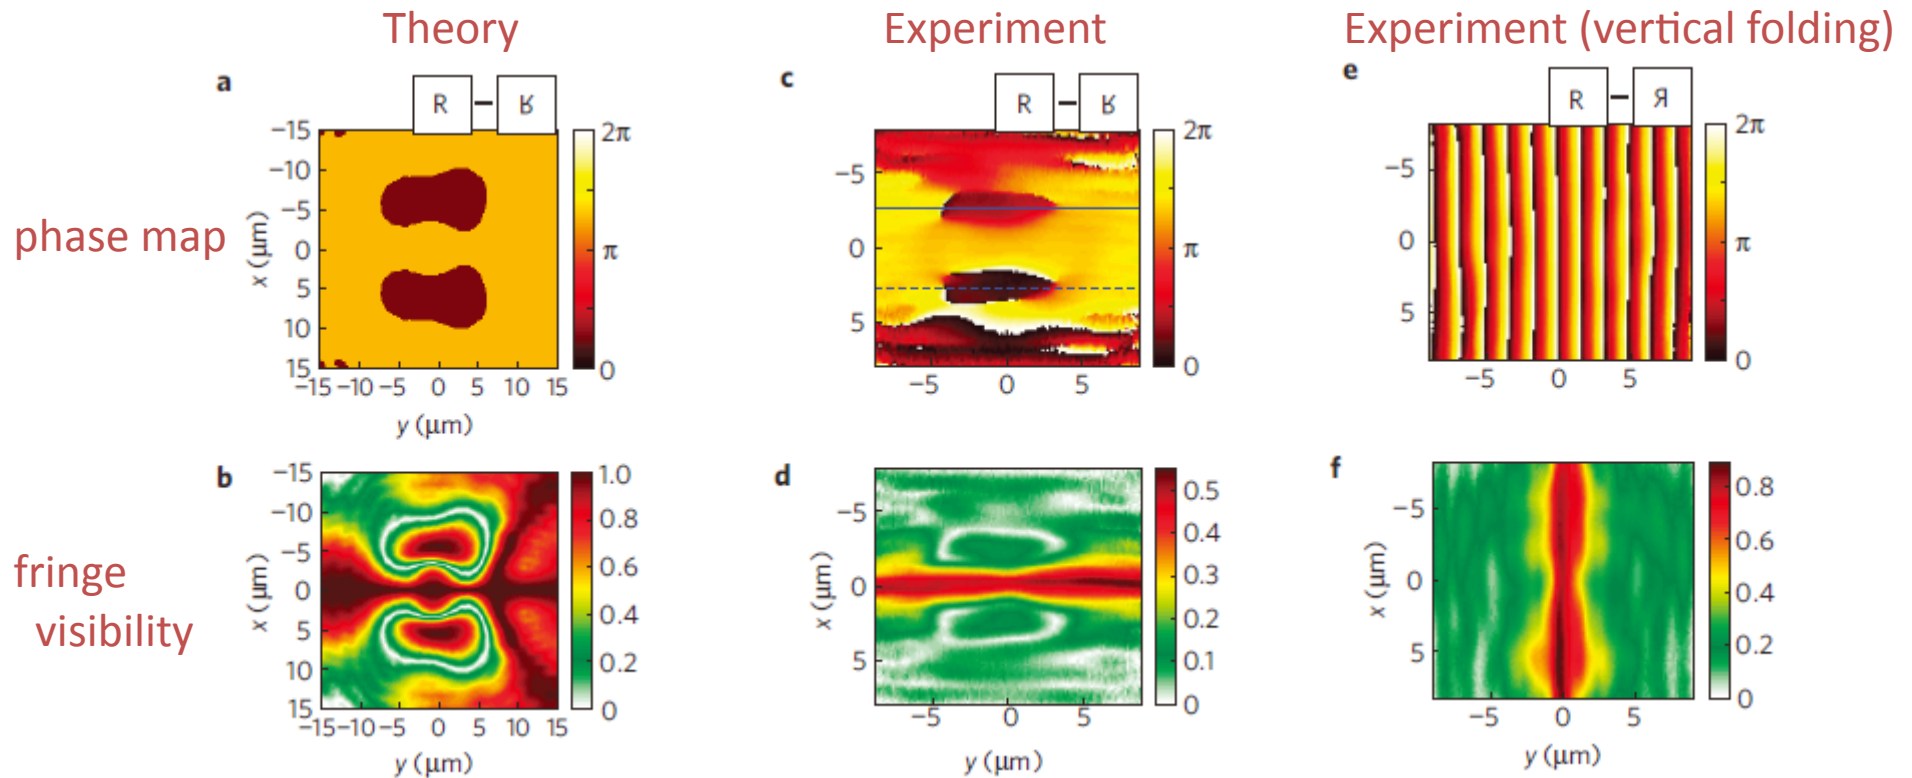 Theory
Experiment
Experiment (vertical folding)
phase map
fringe
visibility
a
R – R
−15
−10
−5
0
5
10
15
x (μm)
−15 −10 −5 0 5 10 15
y (μm)
2π
π
0
c
R – R
−5
0
5
−5 0 5
2π
π
0
e
R – Я
−5
0
5
−5 0 5
2π
π
0
b
−15
−10
−5
0
5
10
15
x (μm)
−15 −10 −5 0 5 10 15
y (μm)
1.0
0.8
0.6
0.4
0.2
0
d
−5
0
5
x (μm)
−5 0 5
y (μm)
0.5
0.4
0.3
0.2
0.1
0
f
−5
0
5
x (μm)
−5 0 5
y (μm)
0.8
0.6
0.4
0.2
0